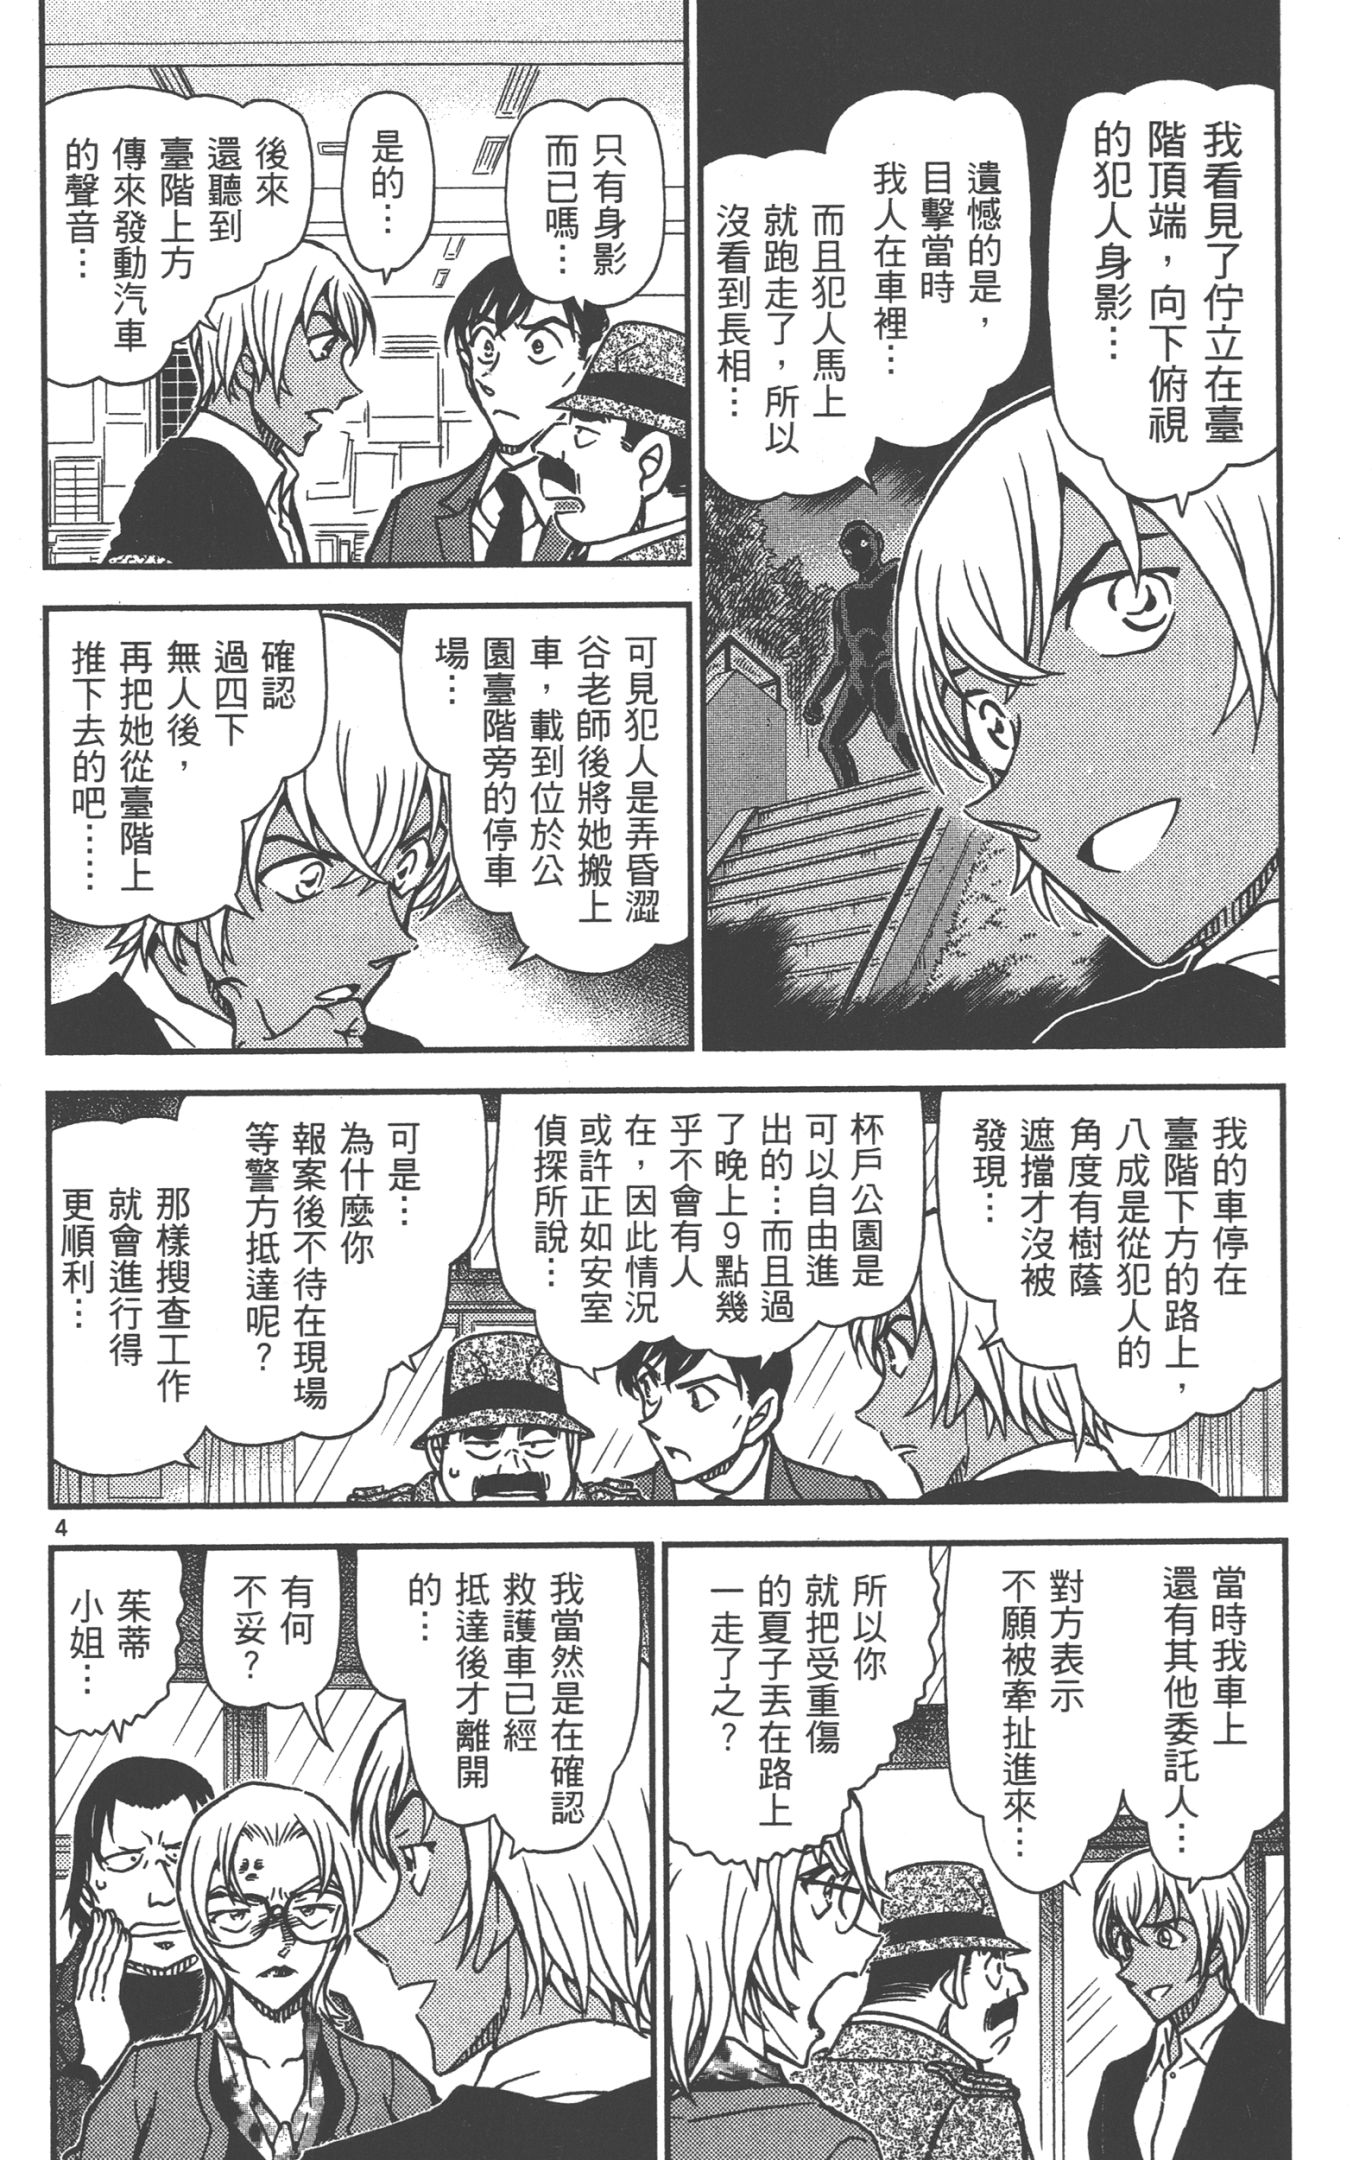 我看見了佇立在臺
階頂端，向下俯視
的犯人身影…
遺憾的是，
目擊當時
我人在車裡…
而且犯人馬上
就跑走了，所以
沒看到長相…
只有身影
而已嗎…
是的…
後來
還聽到
臺階上方
傳來發動汽車
的聲音…
可見犯人是弄昏澀
谷老師後將她搬上
車，載到位於公
園臺階旁的停車
場…
確認
過四下
無人後，
再把她從臺階上
推下去的吧……
我的車停在
臺階下方的路上，
八成是從犯人的
角度有樹蔭
遮擋才沒被
發現…
杯戶公園是
可以自由進
出的…而且過
了晚上9點幾
乎不會有人
在，因此情況
或許正如安室
偵探所說…
可是…
為什麼你
報案後不待在現場
等警方抵達呢？
那樣搜查工作
就會進行得
更順利…
4
當時我車上
還有其他委託人…
對方表示
不願被牽扯進來…
所以你
就把受重傷
的夏子丟在路上
一走了之？
我當然是在確認
救護車已經
抵達後才離開
的…
有何
不妥？
茱蒂
小姐…